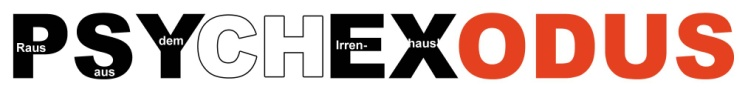 PSYCHEXODUS
Raus
aus
dem
Irren-
haus!